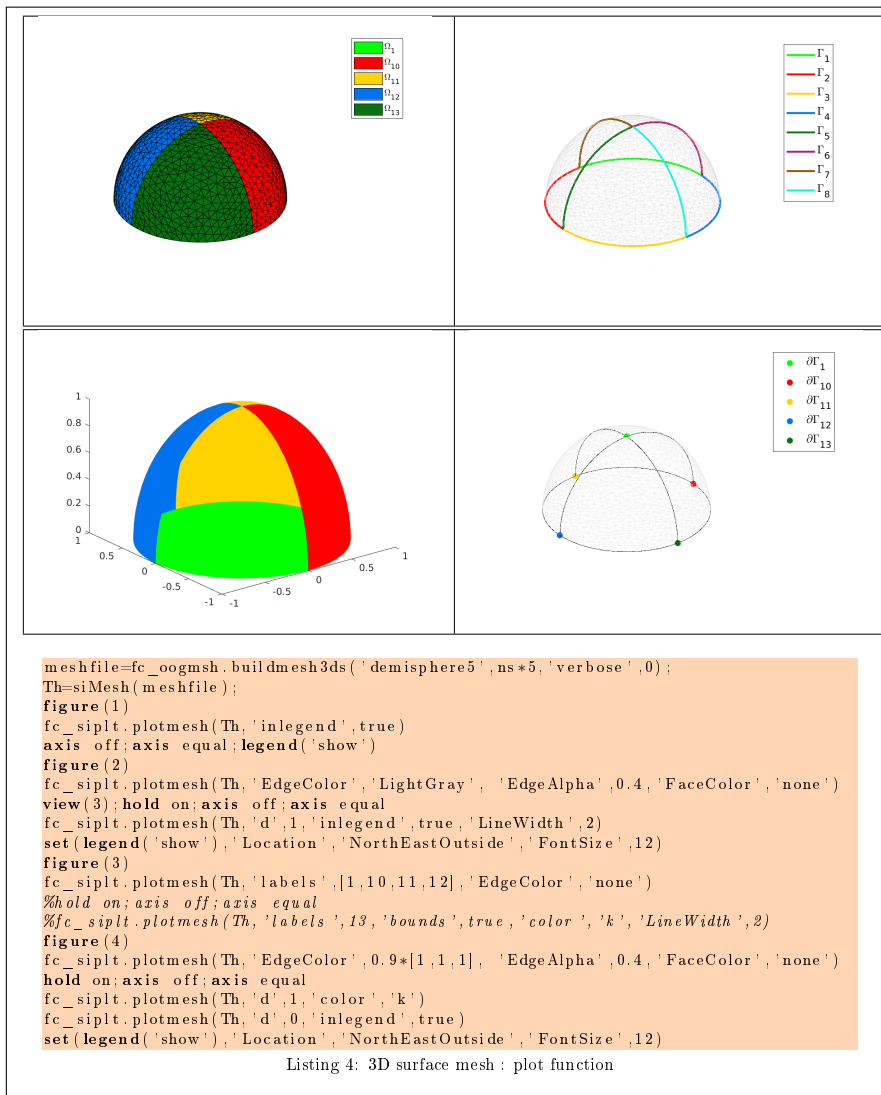 Ω1
Ω10
Ω11
Ω12
Ω13
Γ1
Γ2
Γ3
Γ4
Γ5
Γ6
Γ7
Γ8
1
0.8
0.6
0.4
0.2
0
1
0.5
0
-0.5
-1
-1
-0.5
0
0.5
1
∂Γ1
∂Γ10
∂Γ11
∂Γ12
∂Γ13
meshfile=fc_oogmsh.buildmesh3ds('demisphere5',ns*5,'verbose',0);
Th=siMesh(meshfile);
figure(1)
fc_siplt.plotmesh(Th,'inlegend',true)
axis off;axis equal;legend('show')
figure(2)
fc_siplt.plotmesh(Th,'EdgeColor','LightGray', 'EdgeAlpha',0.4,'FaceColor','none')
view(3);hold on;axis off;axis equal
fc_siplt.plotmesh(Th,'d',1,'inlegend',true,'LineWidth',2)
set(legend('show'),'Location','NorthEastOutside','FontSize',12)
figure(3)
fc_siplt.plotmesh(Th,'labels',[1,10,11,12],'EdgeColor','none')
%hold on;axis off;axis equal
%fc_siplt.plotmesh(Th,'labels',13,'bounds',true,'color','k','LineWidth',2)
figure(4)
fc_siplt.plotmesh(Th,'EdgeColor',0.9*[1,1,1], 'EdgeAlpha',0.4,'FaceColor','none')
hold on;axis off;axis equal
fc_siplt.plotmesh(Th,'d',1,'color','k')
fc_siplt.plotmesh(Th,'d',0,'inlegend',true)
set(legend('show'),'Location','NorthEastOutside','FontSize',12)
Listing 4: 3D surface mesh : plot function